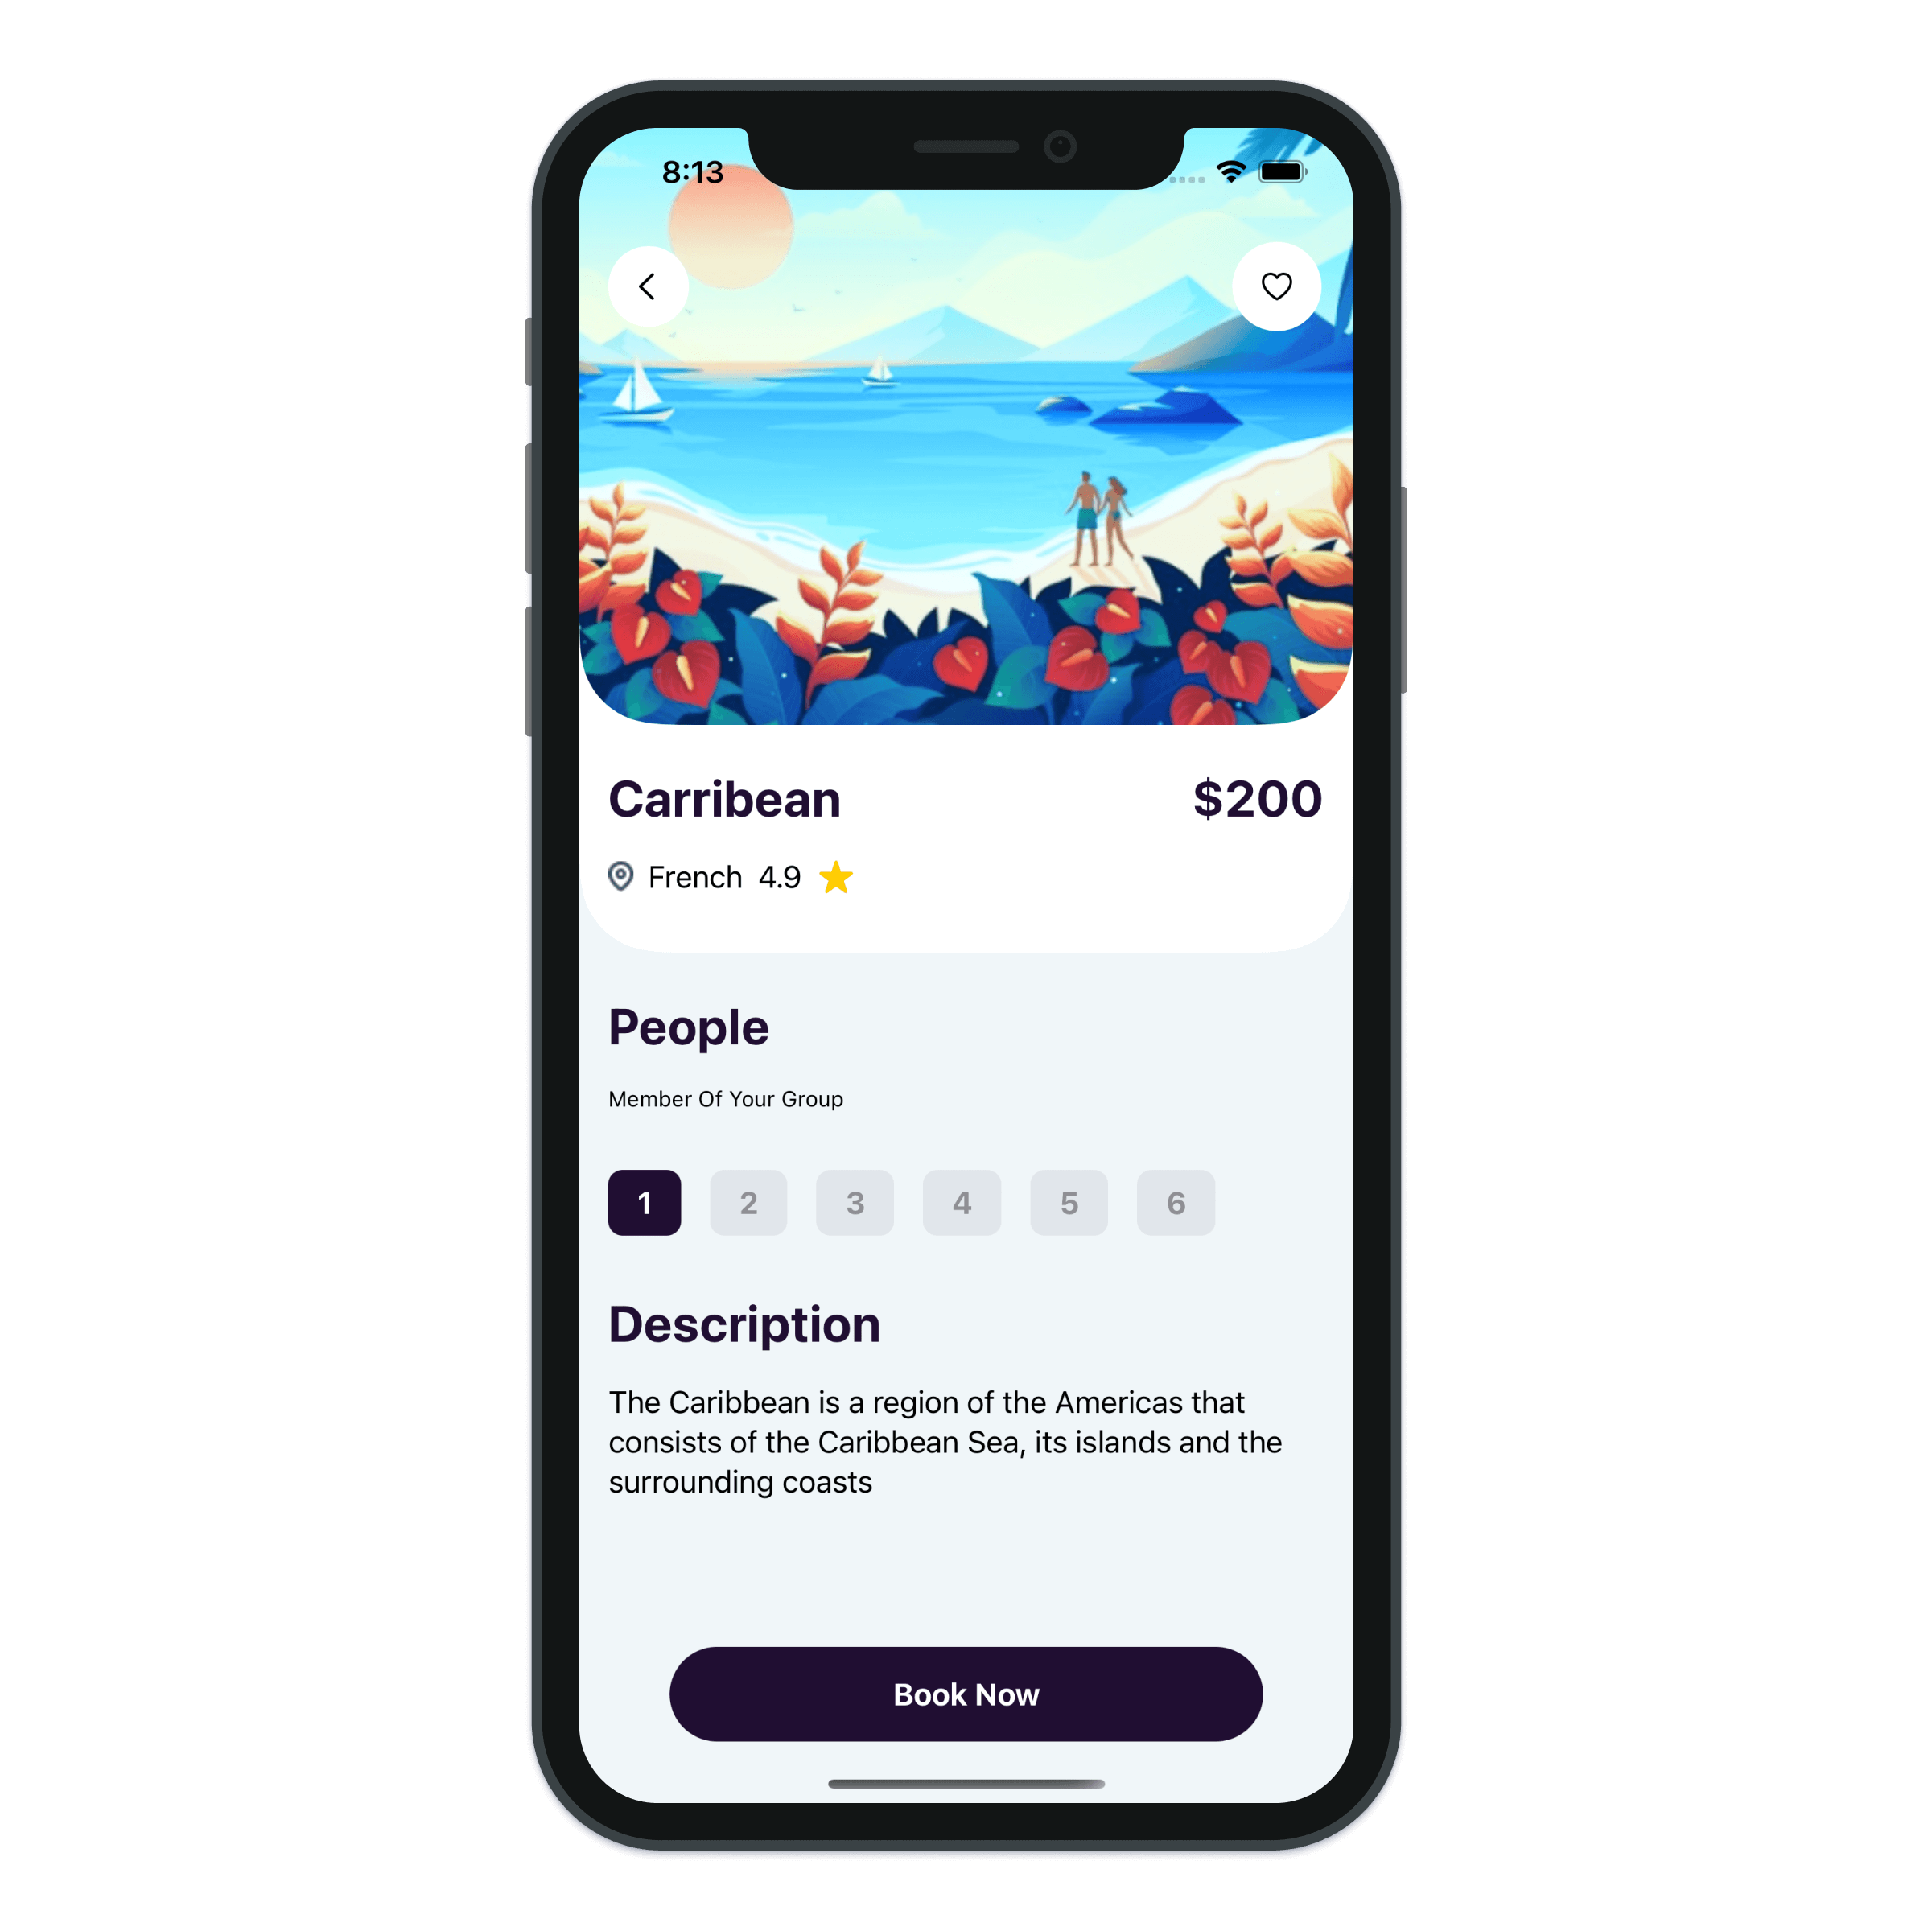 8:13
Carribean
$200
French 4.9
People
Member Of Your Group
1 2 3 4 5 6
Description
The Caribbean is a region of the Americas that
consists of the Caribbean Sea, its islands and the
surrounding coasts
Book Now